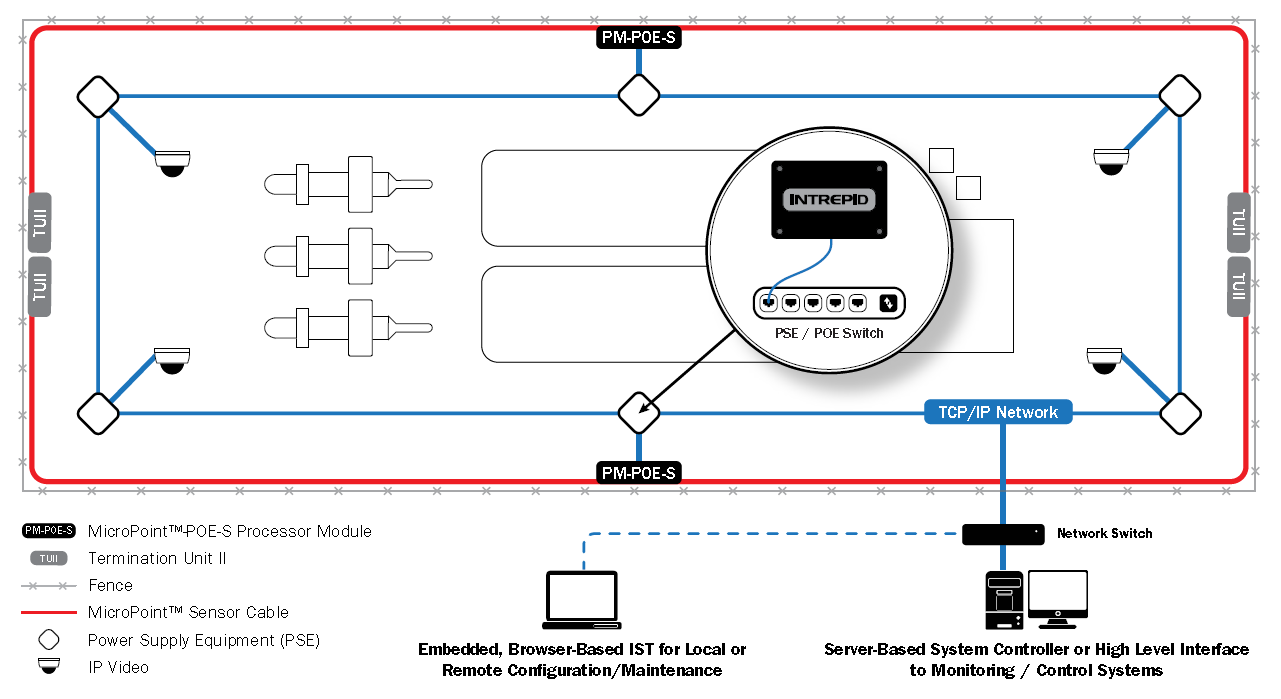 PM-POE-S
TUII
TUII
TUII
TUII
INTREPID
PSE / POE Switch
TCP/IP Network
PM-POE-S
PM-POE-S MicroPoint™-POE-S Processor Module
TUII Termination Unit II
Fence
MicroPoint™ Sensor Cable
Power Supply Equipment (PSE)
IP Video
Network Switch
Embedded, Browser-Based IST for Local or
Remote Configuration/Maintenance
Server-Based System Controller or High Level Interface
to Monitoring / Control Systems